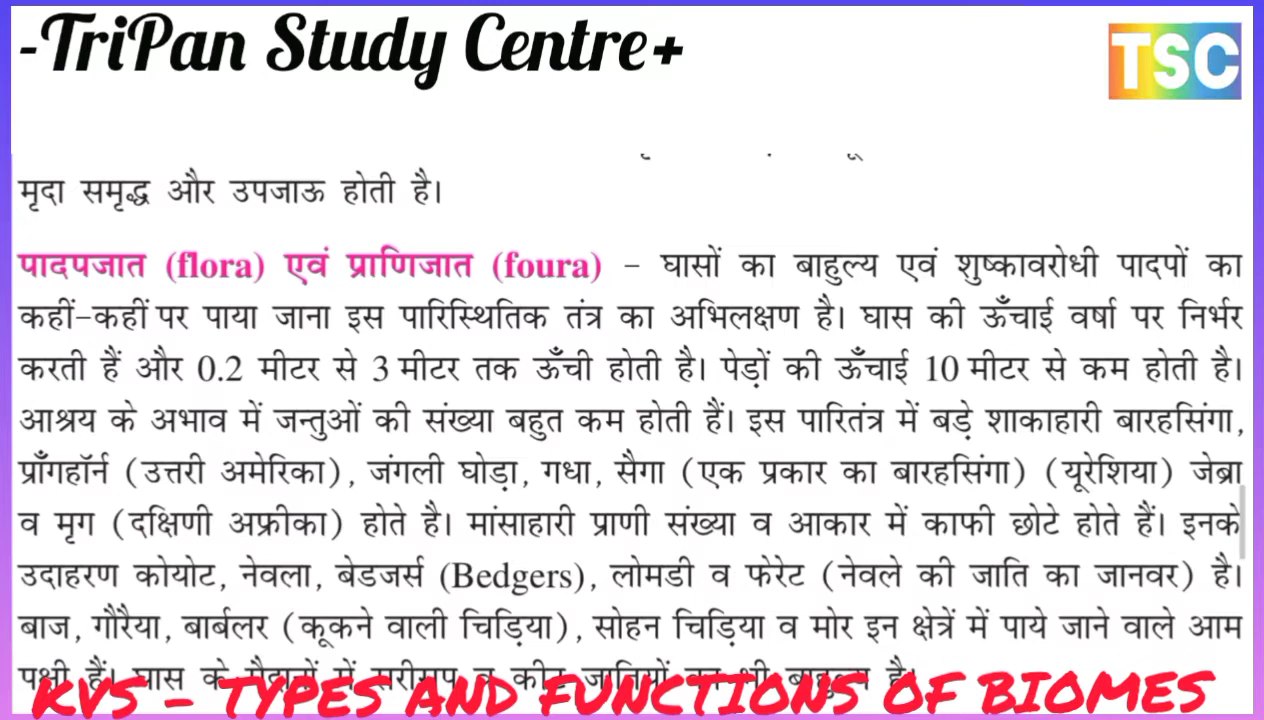 -TriPan Study Centre+
TSC
मृदा समृद्ध और उपजाऊ होती है।
पादपजात (flora) एवं प्राणिजात (foura) – घासों का बाहुल्य एवं शुष्कावरोधी पादपों का
कहीं-कहीं पर पाया जाना इस पारिस्थितिक तंत्र का अभिलक्षण है। घास की ऊँचाई वर्षा पर निर्भर
करती हैं और 0.2 मीटर से 3 मीटर तक ऊँची होती है। पेड़ों की ऊँचाई 10 मीटर से कम होती है।
आश्रय के अभाव में जन्तुओं की संख्या बहुत कम होती हैं। इस पारितंत्र में बड़े शाकाहारी बारहसिंगा,
प्राँगहॉर्न (उत्तरी अमेरिका), जंगली घोड़ा, गधा, सैगा (एक प्रकार का बारहसिंगा) (यूरेशिया) जेब्रा
व मृग (दक्षिणी अफ्रीका) होते है। मांसाहारी प्राणी संख्या व आकार में काफी छोटे होते हैं। इनके
उदाहरण कोयोट, नेवला, बेडजर्स (Bedgers), लोमडी व फेरेट (नेवले की जाति का जानवर) है।
बाज, गौरैया, बार्बलर (कूकने वाली चिड़िया), सोहन चिड़िया व मोर इन क्षेत्रें में पाये जाने वाले आम
पक्षी हैं। घास के मैदानों में सरीसृप व कीट जातियों का भी बाहुल्य है।
KVS - TYPES AND FUNCTIONS OF BIOMES